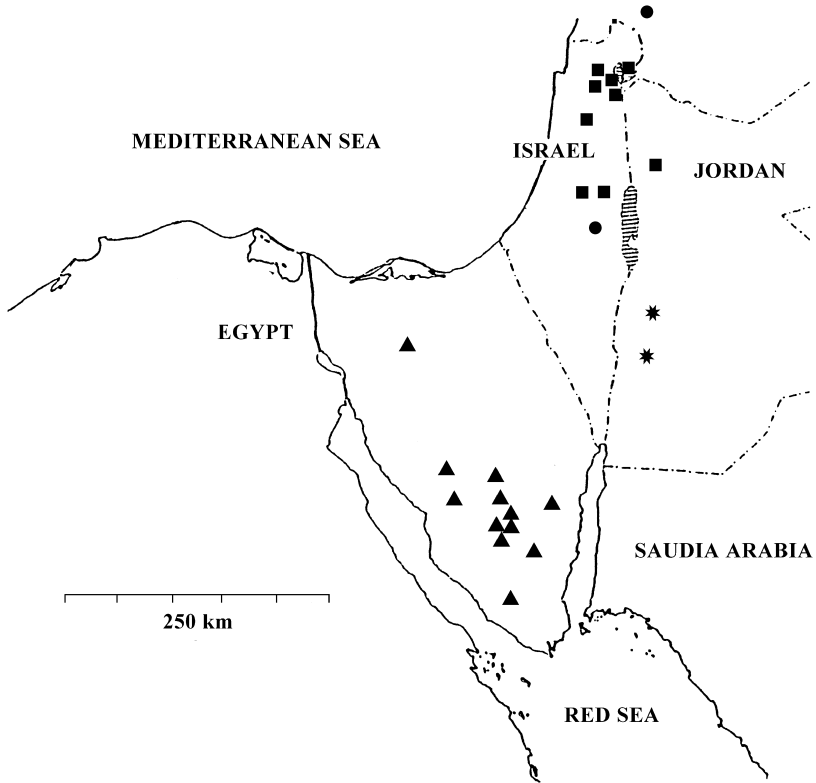 MEDITERRANEAN SEA
ISRAEL
JORDAN
EGYPT
SAUDIA ARABIA
250 km
RED SEA